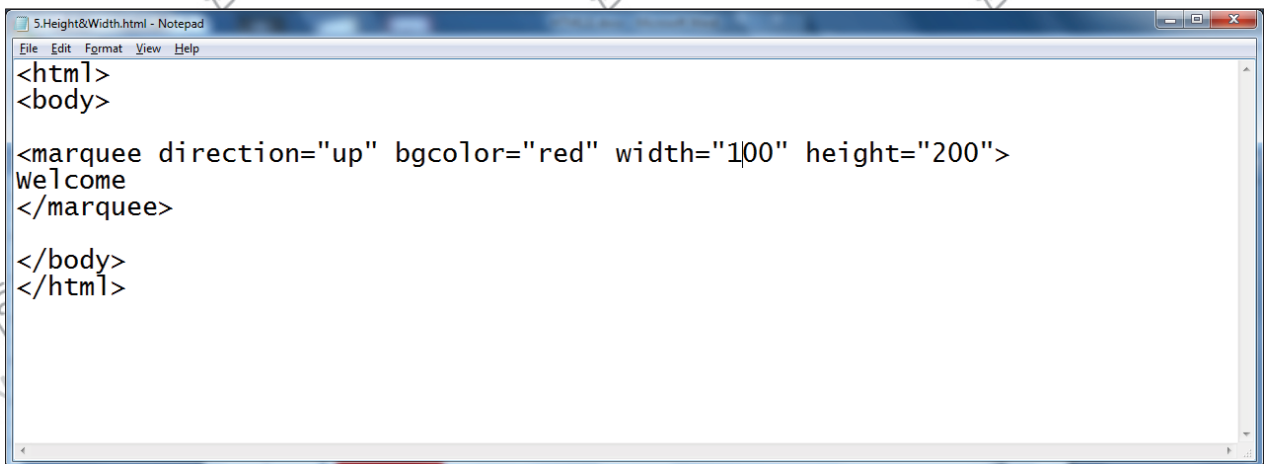 5.Height&Width.html - Notepad
File Edit Format View Help
<html>
<body>
<marquee direction="up" bgcolor="red" width="100" height="200">
Welcome
</marquee>
</body>
</html>